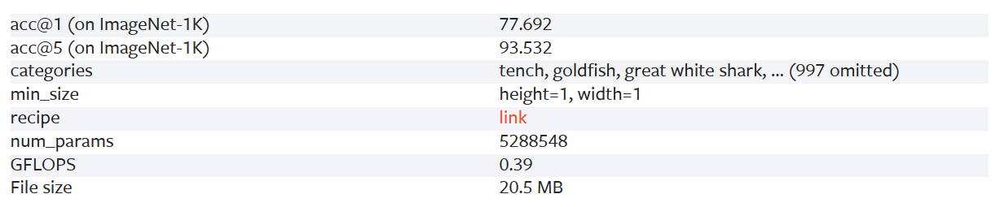 acc@1 (on ImageNet-1K) 77.692
acc@5 (on ImageNet-1K) 93.532
categories tench, goldfish, great white shark, ... (997 omitted)
min_size height=1, width=1
recipe link
num_params 5288548
GFLOPS 0.39
File size 20.5 MB